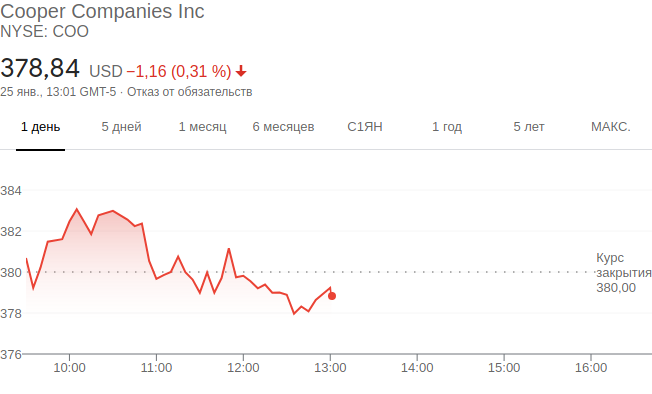 Cooper Companies Inc
NYSE: COO
378,84 USD −1,16 (0,31 %)
25 янв., 13:01 GMT-5 · Отказ от обязательств
1 день 5 дней 1 месяц 6 месяцев С1ЯН 1 год 5 лет МАКС.
384
382
Курс
380 закрытия
380,00
378
376
10:00 11:00 12:00 13:00 14:00 15:00 16:00